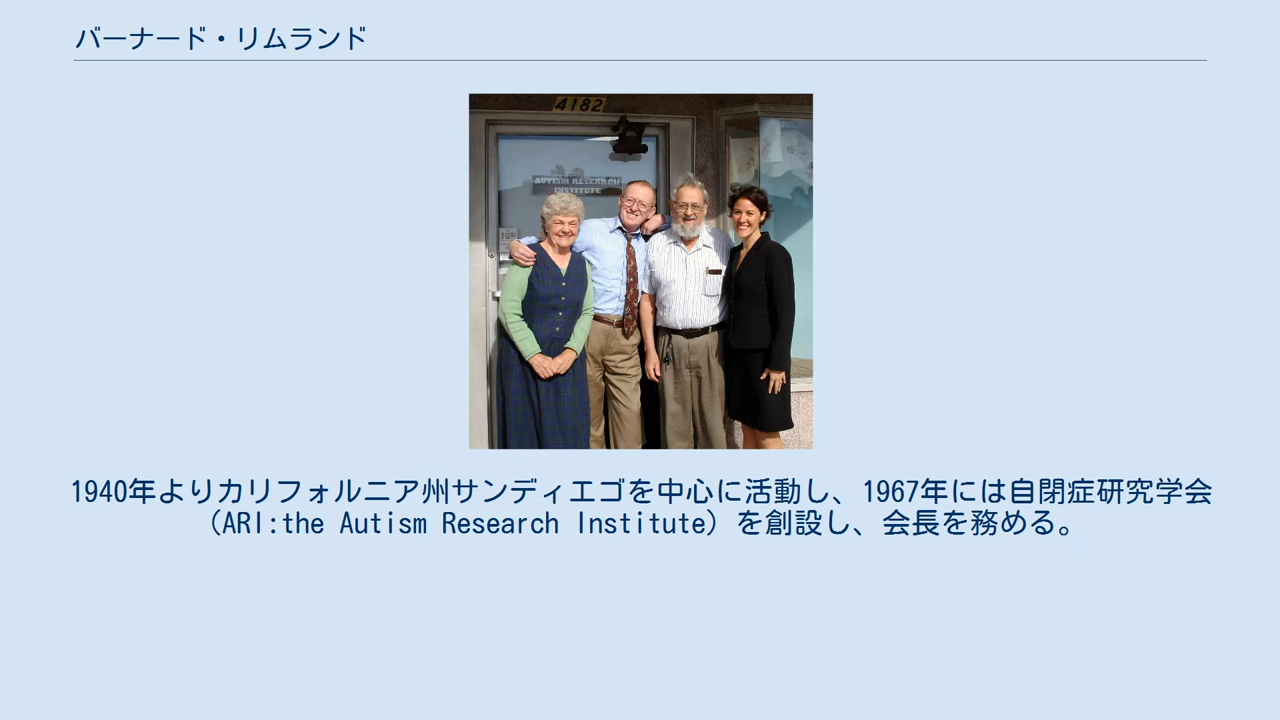 バーナード・リムランド
4182
AUTISM RESEARCH
INSTITUTE
1940年よりカリフォルニア州サンディエゴを中心に活動し、1967年には自閉症研究学会
（ARI:the Autism Research Institute）を創設し、会長を務める。